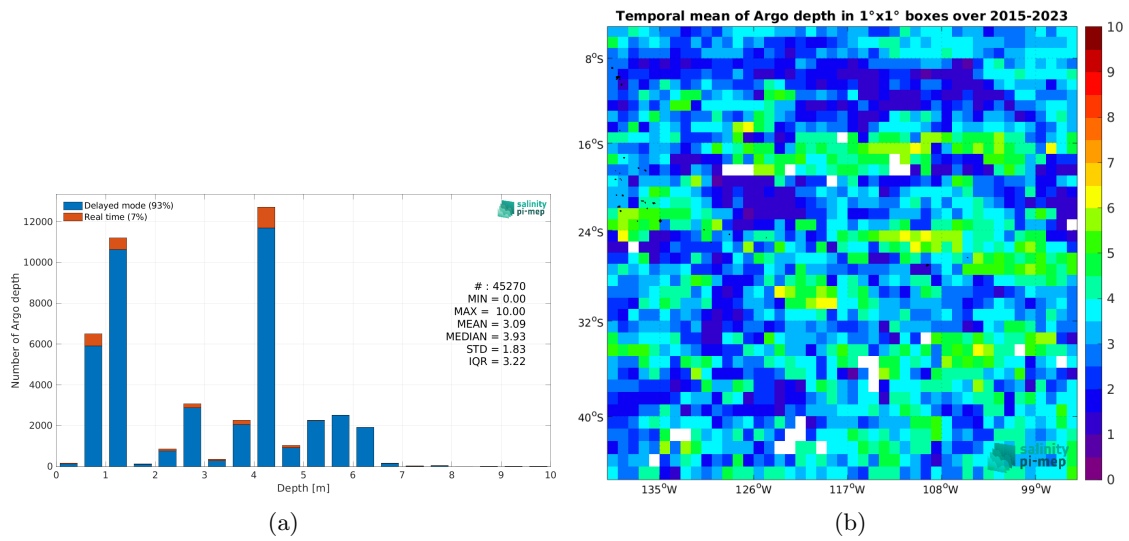 Delayed mode (93%)
Real time (7%)
salinity
pi-mep
12000
10000
8000
6000
4000
2000
0
Number of Argo depth
# : 45270
MIN = 0.00
MAX = 10.00
MEAN = 3.09
MEDIAN = 3.93
STD = 1.83
IQR = 3.22
0 1 2 3 4 5 6 7 8 9 10
Depth [m]
(a)
Temporal mean of Argo depth in 1°x1° boxes over 2015-2023
8°S
16°S
24°S
32°S
40°S
135°W 126°W 117°W 108°W 99°W
salinity
pi-mep
10
9
8
7
6
5
4
3
2
1
0
(b)